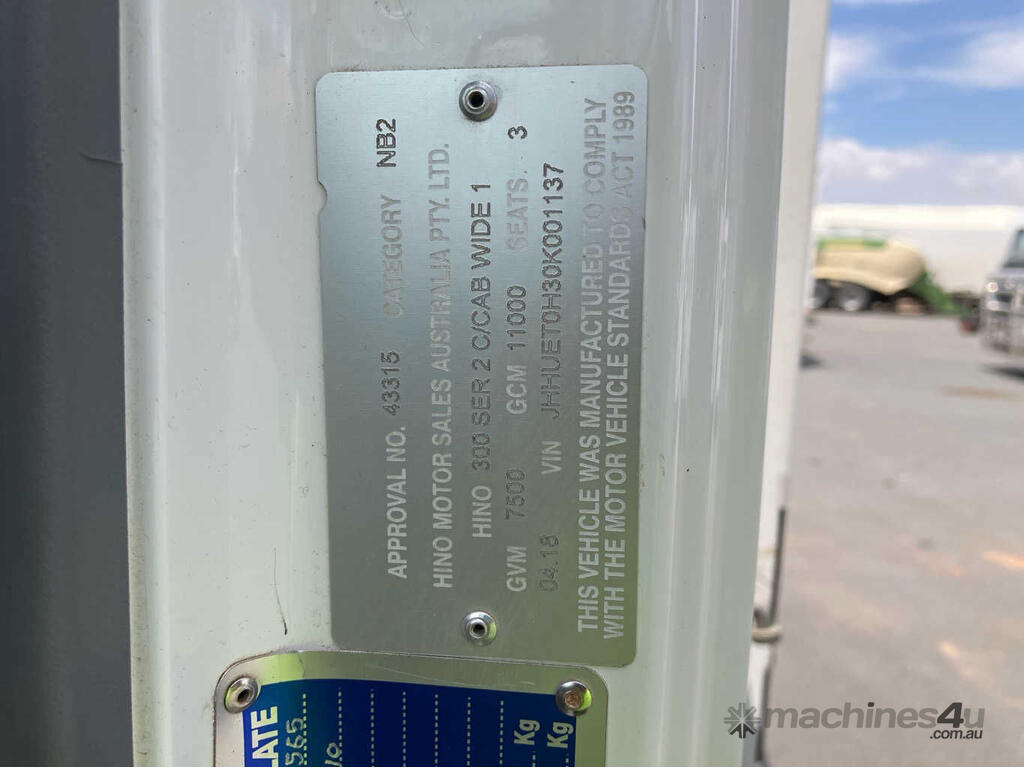 APPROVAL NO. 43315 CATEGORY NB2
HINO MOTOR SALES AUSTRALIA PTY. LTD.
HINO 300 SER 2 C/CAB WIDE 1
GVM 7500 GCM 11000 SEATS. 3
04.18 VIN JHHUET0H30K001137
THIS VEHICLE WAS MANUFACTURED TO COMPLY
WITH THE MOTOR VEHICLE STANDARDS ACT 1989
LATE
565
Kg
Kg
machines4u
.com.au